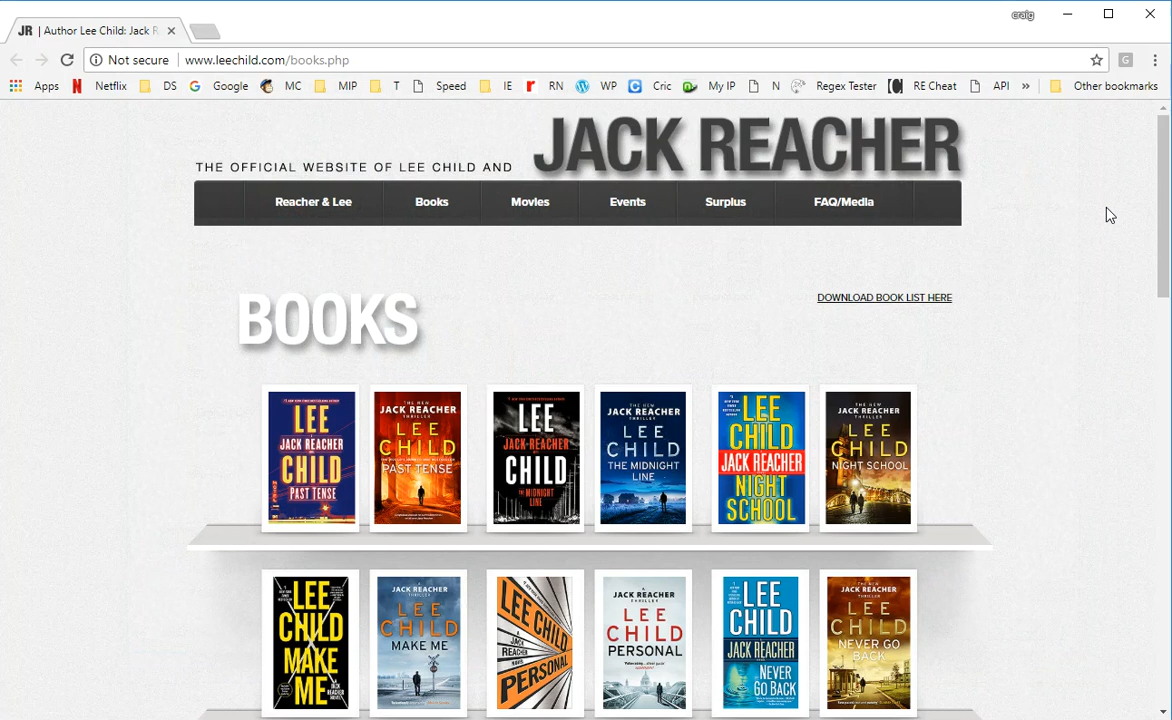 craig
JR | Author Lee Child: Jack R
Not secure www.leechild.com/books.php
Apps Netflix DS Google MC MIP T Speed IE RN WP Cric My IP N Regex Tester RE Cheat API » Other bookmarks
THE OFFICIAL WEBSITE OF LEE CHILD AND JACK REACHER
Reacher & Lee Books Movies Events Surplus FAQ/Media
BOOKS
DOWNLOAD BOOK LIST HERE
LEE
JACK REACHER
CHILD
PAST TENSE
THE NEW
JACK REACHER
THRILLER
LEE
CHILD
PAST TENSE
LEE
JACK REACHER
CHILD
THE MIDNIGHT
LINE
THE NEW
JACK REACHER
THRILLER
LEE
CHILD
THE MIDNIGHT
LINE
LEE
CHILD
JACK REACHER
NIGHT
SCHOOL
THE NEW
JACK REACHER
THRILLER
LEE
CHILD
NIGHT SCHOOL
LEE
CHILD
MAKE
ME
JACK
REACHER
A
JACK REACHER
THRILLER
LEE
CHILD
MAKE ME
LEE CHILD
A
JACK
REACHER
NOVEL
PERSONAL
A
JACK REACHER
THRILLER
LEE
CHILD
PERSONAL
LEE
CHILD
JACK REACHER
NEVER
GO BACK
THE NEW
JACK REACHER
THRILLER
LEE
CHILD
NEVER GO
BACK